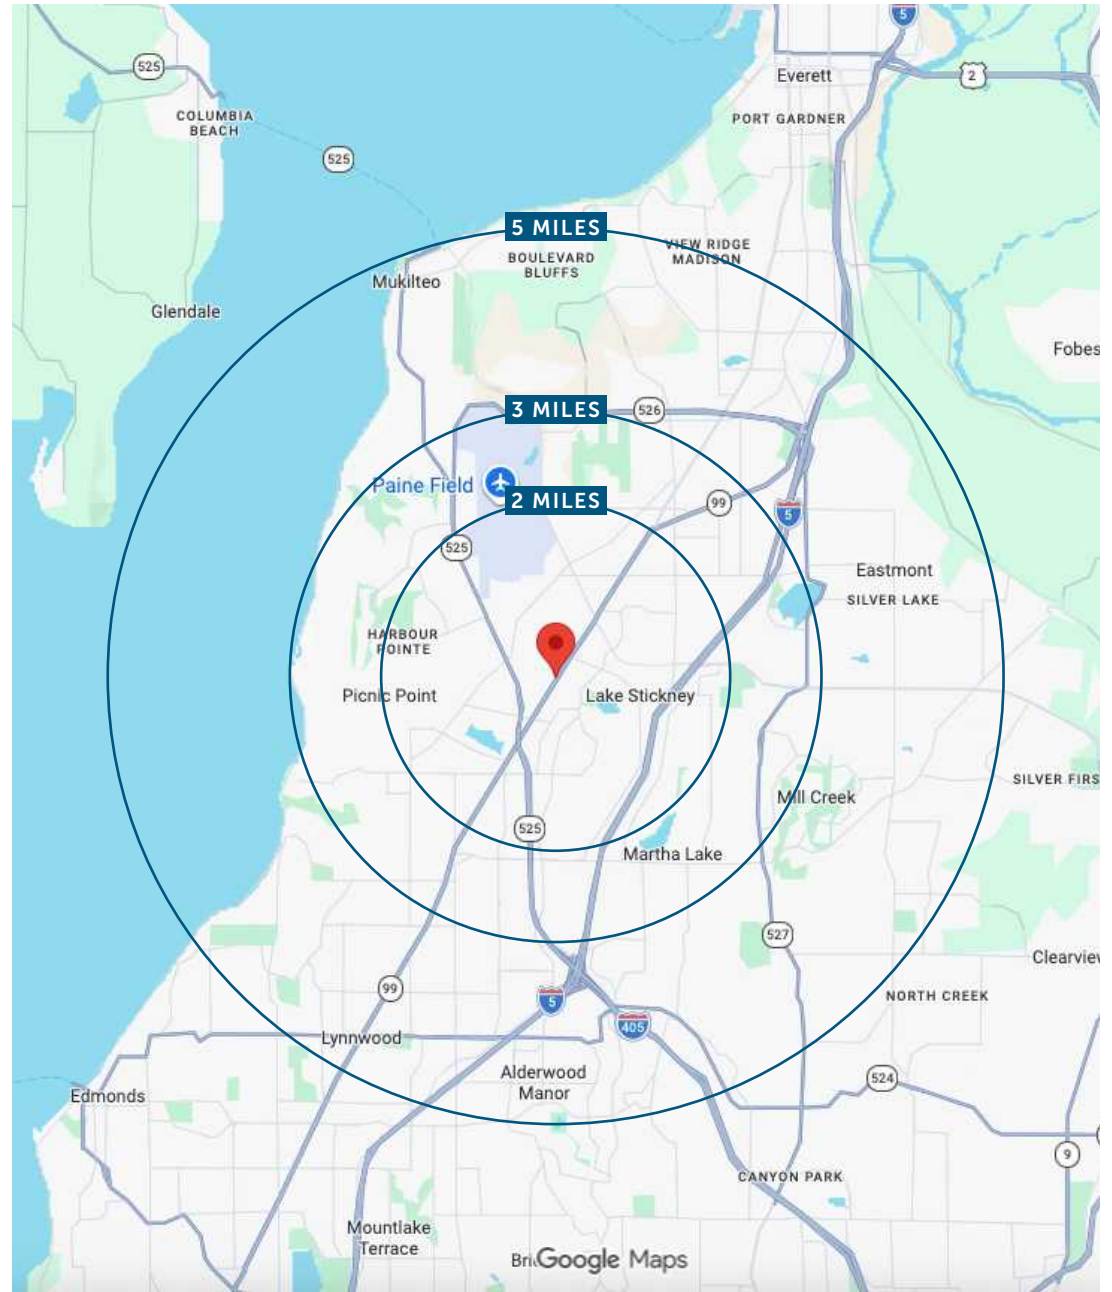 5
525
Everett
2
COLUMBIA
BEACH
PORT GARDNER
525
5 MILES
VIEW RIDGE
MADISON
BOULEVARD
BLUFFS
Mukilteo
Glendale
Fobes
3 MILES
526
Paine Field
2 MILES
99
5
525
Eastmont
SILVER LAKE
HARBOUR
POINTE
Picnic Point
Lake Stickney
SILVER FIRS
Mill Creek
525
Martha Lake
527
Clearview
99
NORTH CREEK
5
405
Lynnwood
Alderwood
Manor
524
Edmonds
9
CANYON PARK
Mountlake
Terrace
Bri
Google Maps